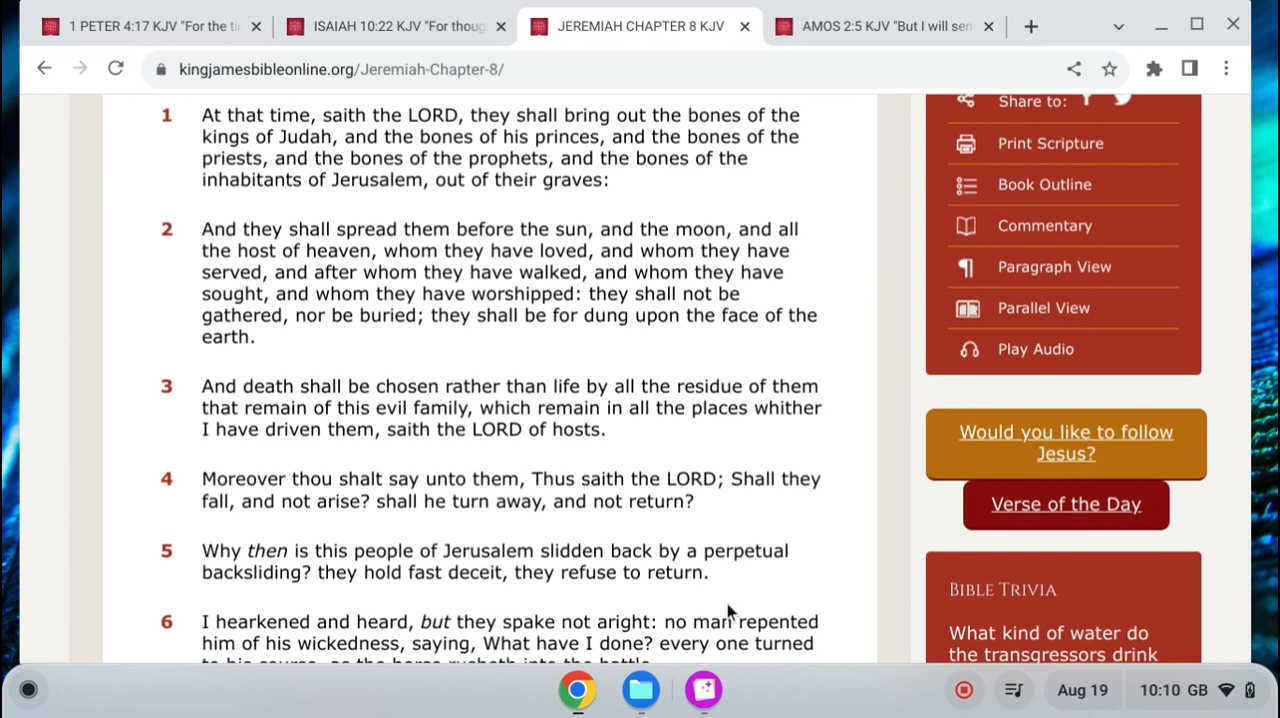 1 PETER 4:17 KJV "For the ti
ISAIAH 10:22 KJV "For thoug
JEREMIAH CHAPTER 8 KJV
AMOS 2:5 KJV "But I will sen
kingjamesbibleonline.org/Jeremiah-Chapter-8/
1 At that time, saith the LORD, they shall bring out the bones of the
kings of Judah, and the bones of his princes, and the bones of the
priests, and the bones of the prophets, and the bones of the
inhabitants of Jerusalem, out of their graves:
2 And they shall spread them before the sun, and the moon, and all
the host of heaven, whom they have loved, and whom they have
served, and after whom they have walked, and whom they have
sought, and whom they have worshipped: they shall not be
gathered, nor be buried; they shall be for dung upon the face of the
earth.
3 And death shall be chosen rather than life by all the residue of them
that remain of this evil family, which remain in all the places whither
I have driven them, saith the LORD of hosts.
4 Moreover thou shalt say unto them, Thus saith the LORD; Shall they
fall, and not arise? shall he turn away, and not return?
5 Why then is this people of Jerusalem slidden back by a perpetual
backsliding? they hold fast deceit, they refuse to return.
6 I hearkened and heard, but they spake not aright: no man repented
him of his wickedness, saying, What have I done? every one turned
to his course, as the horse rusheth into the battle.
Share to:
Print Scripture
Book Outline
Commentary
Paragraph View
Parallel View
Play Audio
Would you like to follow
Jesus?
Verse of the Day
BIBLE TRIVIA
What kind of water do
the transgressors drink
Aug 19
10:10 GB